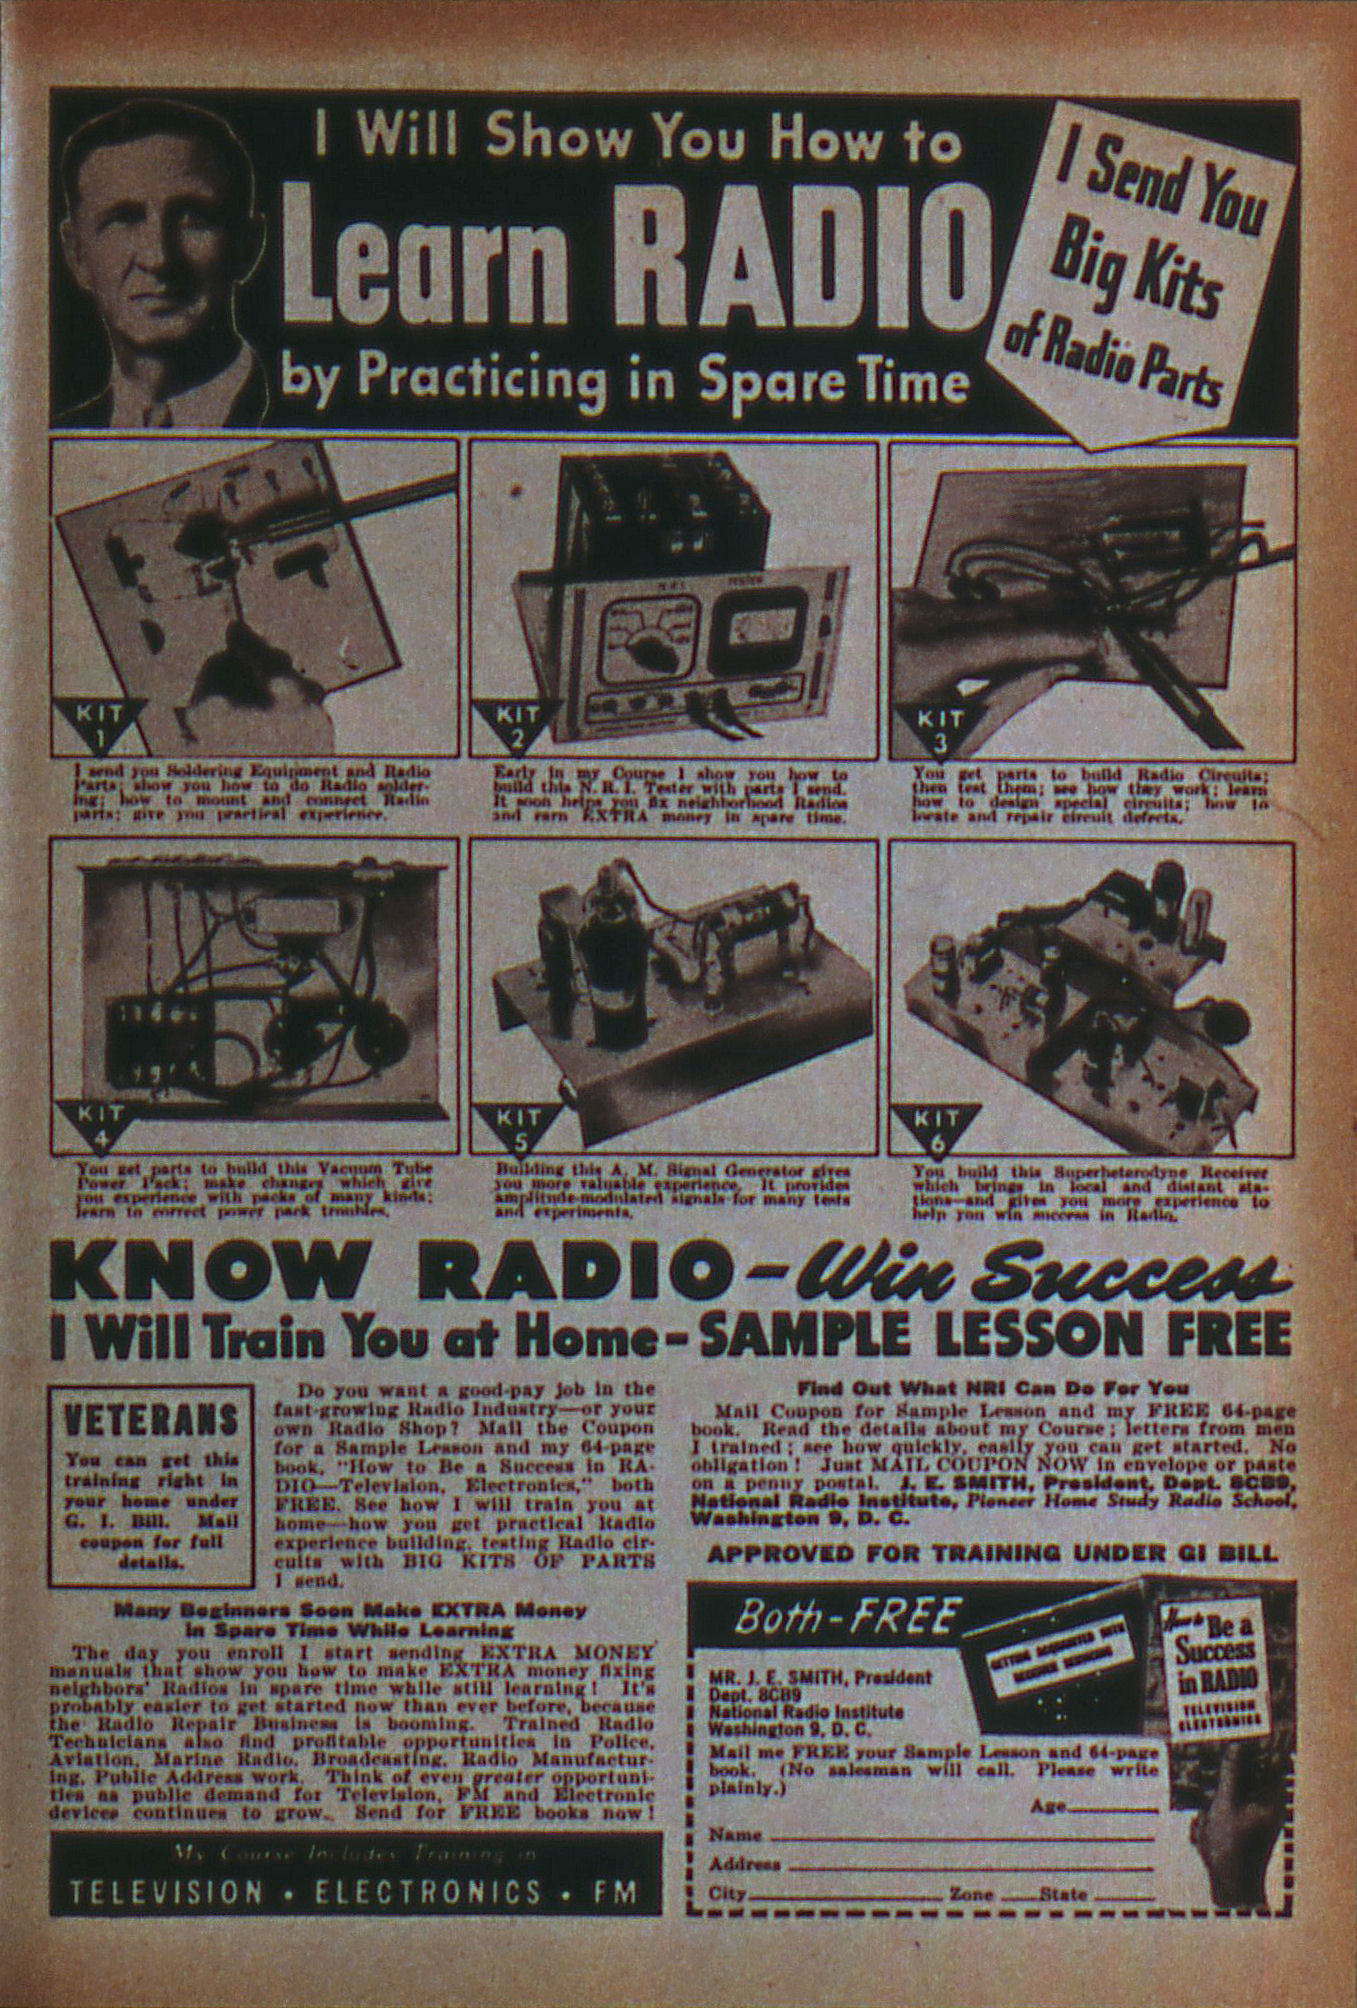 I Will Show You How to
Learn RADIO
by Practicing in Spare Time
I Send You
Big Kits
of Radio Parts
KIT
1
I send you Soldering Equipment and Radio
Parts; show you how to do Radio solder-
ing; how to mount and connect Radio
parts; give you practical experience.
N.R.I. TESTER
KIT
2
Early in my Course I show you how to
build this N. R. I. Tester with parts I send.
It soon helps you fix neighborhood Radios
and earn EXTRA money in spare time.
KIT
3
You get parts to build Radio Circuits;
then test them; see how they work; learn
how to design special circuits; how to
locate and repair circuit defects.
KIT
4
You get parts to build this Vacuum Tube
Power Pack; make changes which give
you experience with packs of many kinds;
learn to correct power pack troubles.
KIT
5
Building this A. M. Signal Generator gives
you more valuable experience. It provides
amplitude-modulated signals for many tests
and experiments.
KIT
6
You build this Superheterodyne Receiver
which brings in local and distant sta-
tions—and gives you more experience to
help you win success in Radio.
KNOW RADIO - Win Success
I Will Train You at Home - SAMPLE LESSON FREE
VETERANS
You can get this
training right in
your home under
G. I. Bill. Mail
coupon for full
details.
Do you want a good-pay job in the
fast-growing Radio Industry—or your
own Radio Shop? Mail the Coupon
for a Sample Lesson and my 64-page
book, "How to Be a Success in RA-
DIO—Television, Electronics," both
FREE. See how I will train you at
home—how you get practical Radio
experience building, testing Radio cir-
cuits with BIG KITS OF PARTS
I send.
Many Beginners Soon Make EXTRA Money
in Spare Time While Learning
The day you enroll I start sending EXTRA MONEY
manuals that show you how to make EXTRA money fixing
neighbors' Radios in spare time while still learning! It's
probably easier to get started now than ever before, because
the Radio Repair Business is booming. Trained Radio
Technicians also find profitable opportunities in Police,
Aviation, Marine Radio, Broadcasting, Radio Manufactur-
ing, Public Address work. Think of even greater opportuni-
ties as public demand for Television, FM and Electronic
devices continues to grow. Send for FREE books now!
My Course Includes Training in
TELEVISION • ELECTRONICS • FM
Find Out What NRI Can Do For You
Mail Coupon for Sample Lesson and my FREE 64-page
book. Read the details about my Course; letters from men
I trained; see how quickly, easily you can get started. No
obligation! Just MAIL COUPON NOW in envelope or paste
on a penny postal. J. E. SMITH, President, Dept. 8CB9,
National Radio Institute, Pioneer Home Study Radio School,
Washington 9, D. C.
APPROVED FOR TRAINING UNDER GI BILL
Both - FREE
GETTING ACQUAINTED WITH
RECEIVER SERVICING
How to Be a
Success
in RADIO
TELEVISION
ELECTRONICS
MR. J. E. SMITH, President
Dept. 8CB9
National Radio Institute
Washington 9, D. C.
Mail me FREE your Sample Lesson and 64-page
book. (No salesman will call. Please write
plainly.)
Age
Name
Address
City Zone State